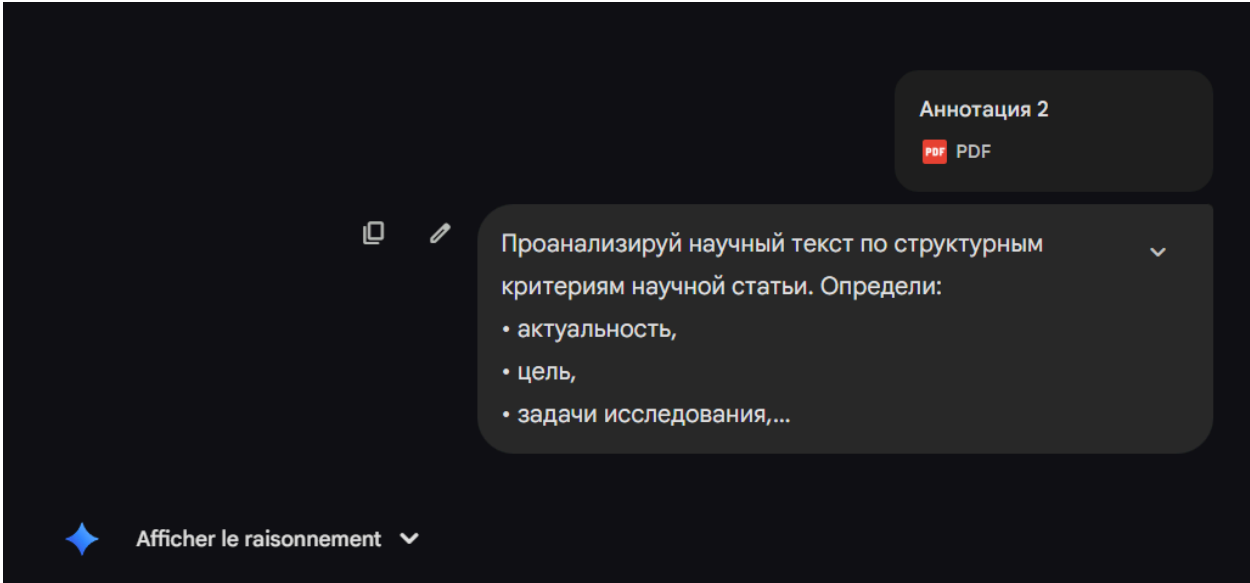 Аннотация 2
PDF PDF
Проанализируй научный текст по структурным
критериям научной статьи. Определи:
• актуальность,
• цель,
• задачи исследования,...
Afficher le raisonnement